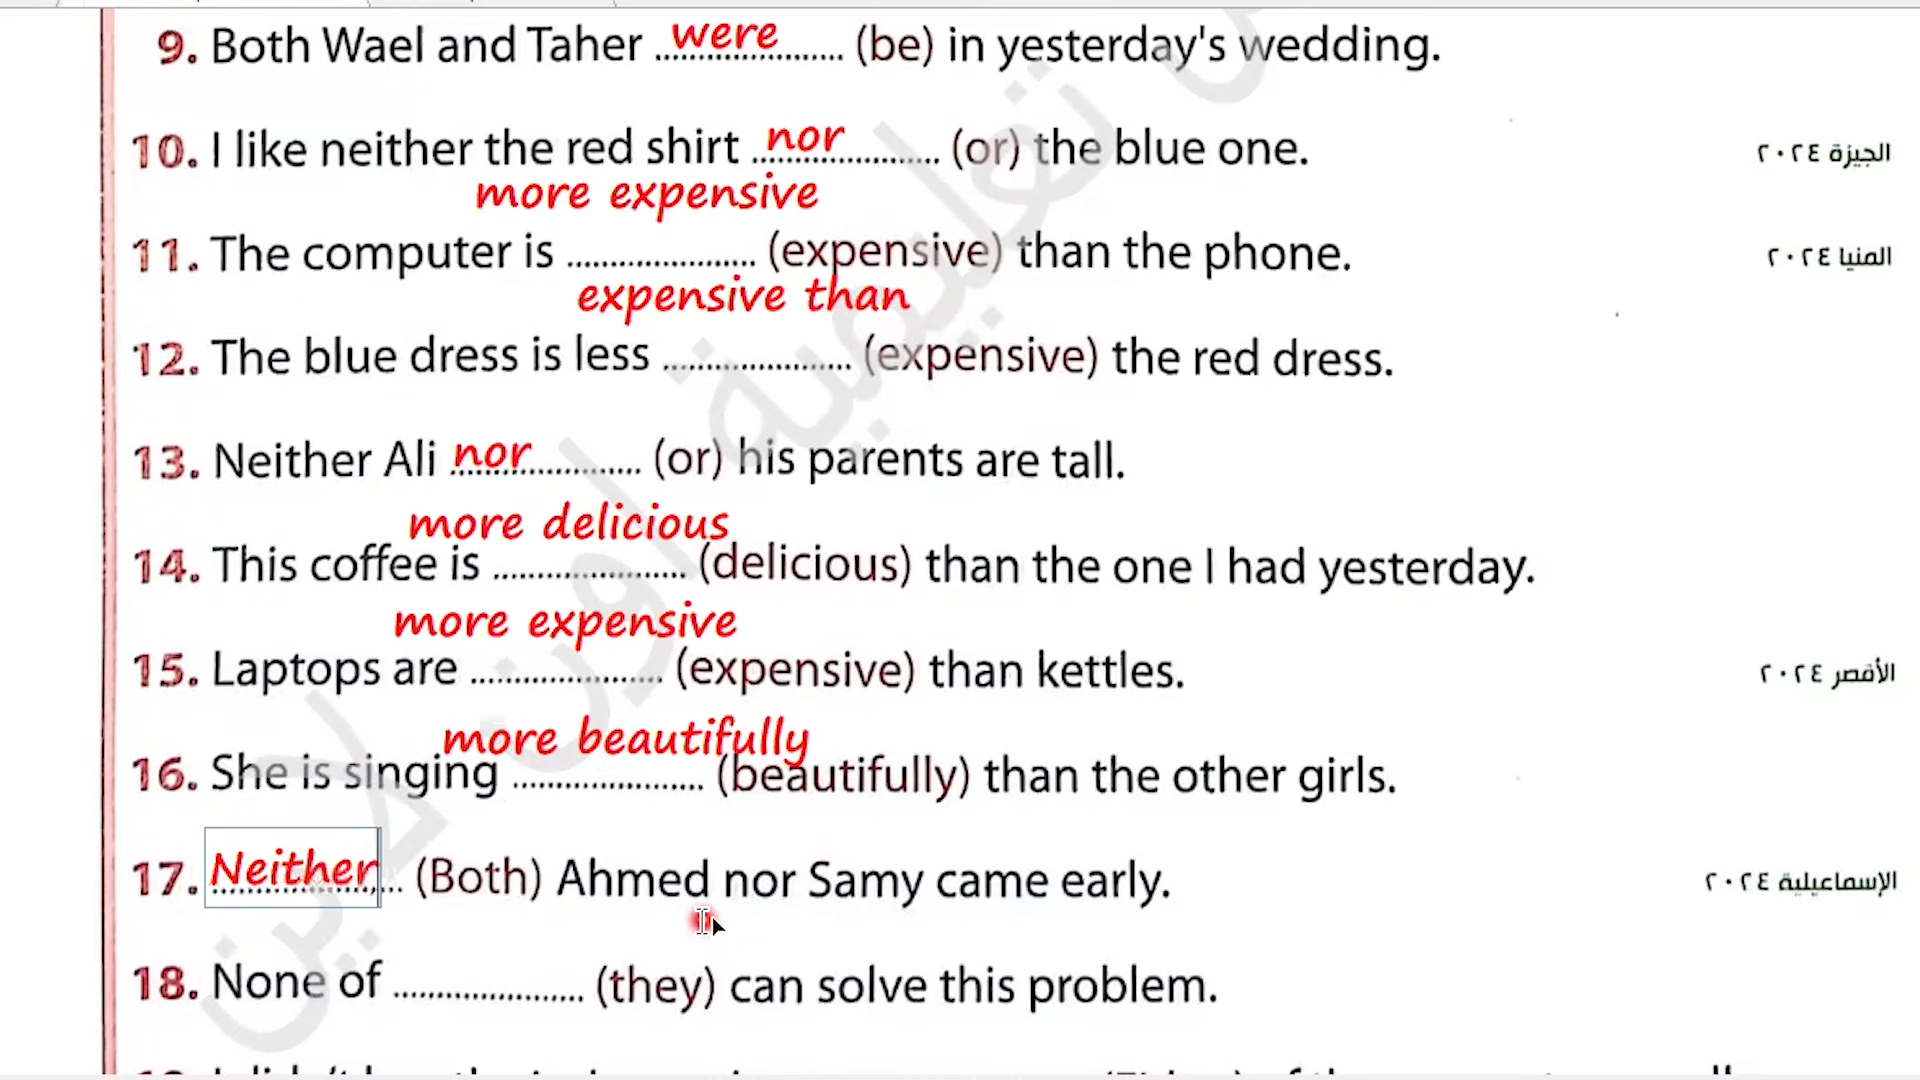 9. Both Wael and Taher were (be) in yesterday's wedding.
10. I like neither the red shirt nor (or) the blue one. الجيزة ٢٠٢٤
more expensive
11. The computer is ..................... (expensive) than the phone. المنيا ٢٠٢٤
expensive than
12. The blue dress is less ..................... (expensive) the red dress.
13. Neither Ali nor (or) his parents are tall.
more delicious
14. This coffee is ..................... (delicious) than the one I had yesterday.
more expensive
15. Laptops are ..................... (expensive) than kettles. الأقصر ٢٠٢٤
more beautifully
16. She is singing ..................... (beautifully) than the other girls.
17. Neither (Both) Ahmed nor Samy came early. الإسماعيلية ٢٠٢٤
18. None of ..................... (they) can solve this problem.
تعليمية اون لاين